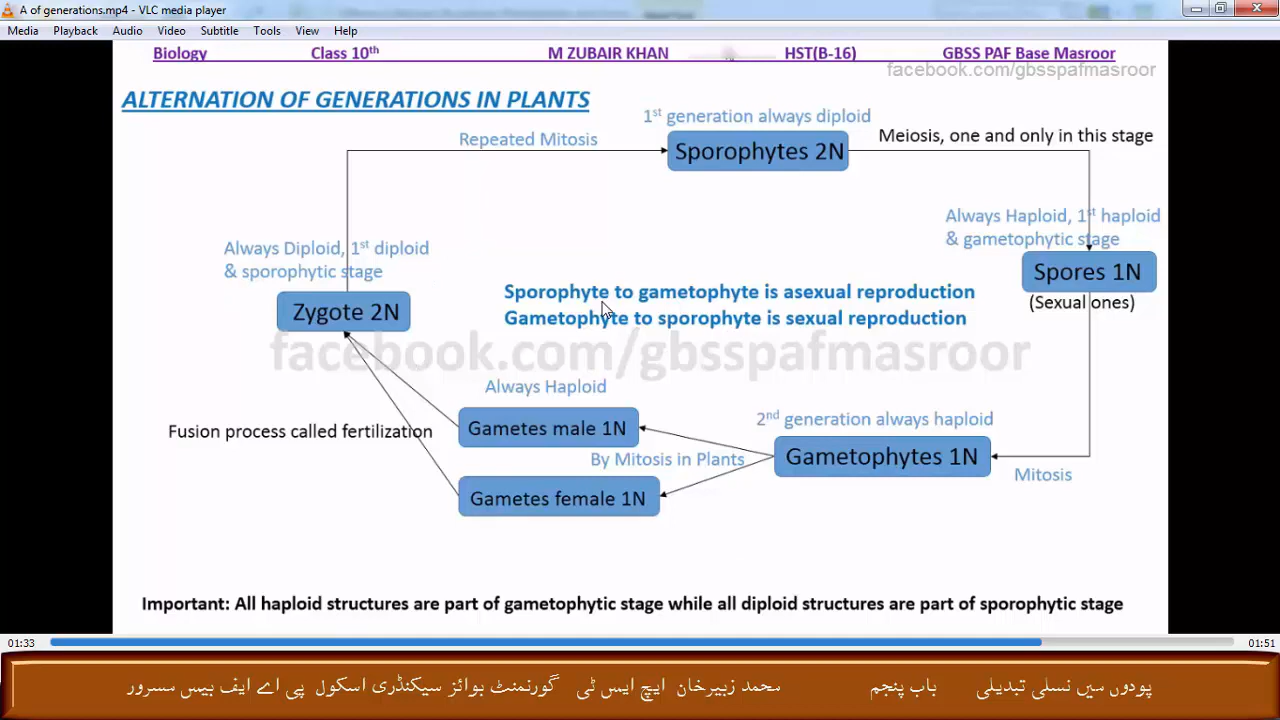 A of generations.mp4 - VLC media player
Media Playback Audio Video Subtitle Tools View Help
Biology Class 10th M ZUBAIR KHAN HST(B-16) GBSS PAF Base Masroor
facebook.com/gbsspafmasroor
ALTERNATION OF GENERATIONS IN PLANTS
1st generation always diploid
Repeated Mitosis
Sporophytes 2N
Meiosis, one and only in this stage
Always Haploid, 1st haploid
& gametophytic stage
Always Diploid, 1st diploid
& sporophytic stage
Spores 1N
(Sexual ones)
Sporophyte to gametophyte is asexual reproduction
Gametophyte to sporophyte is sexual reproduction
Zygote 2N
facebook.com/gbsspafmasroor
Always Haploid
Gametes male 1N
2nd generation always haploid
Fusion process called fertilization
By Mitosis in Plants
Gametophytes 1N
Mitosis
Gametes female 1N
Important: All haploid structures are part of gametophytic stage while all diploid structures are part of sporophytic stage
01:33 01:51
پودوں میں نسلی تبدیلی باب پنجم محمد زبیرخان ایچ ایس ٹی گورنمنٹ بوائز سیکنڈری اسکول پی اے ایف بیس مسرور